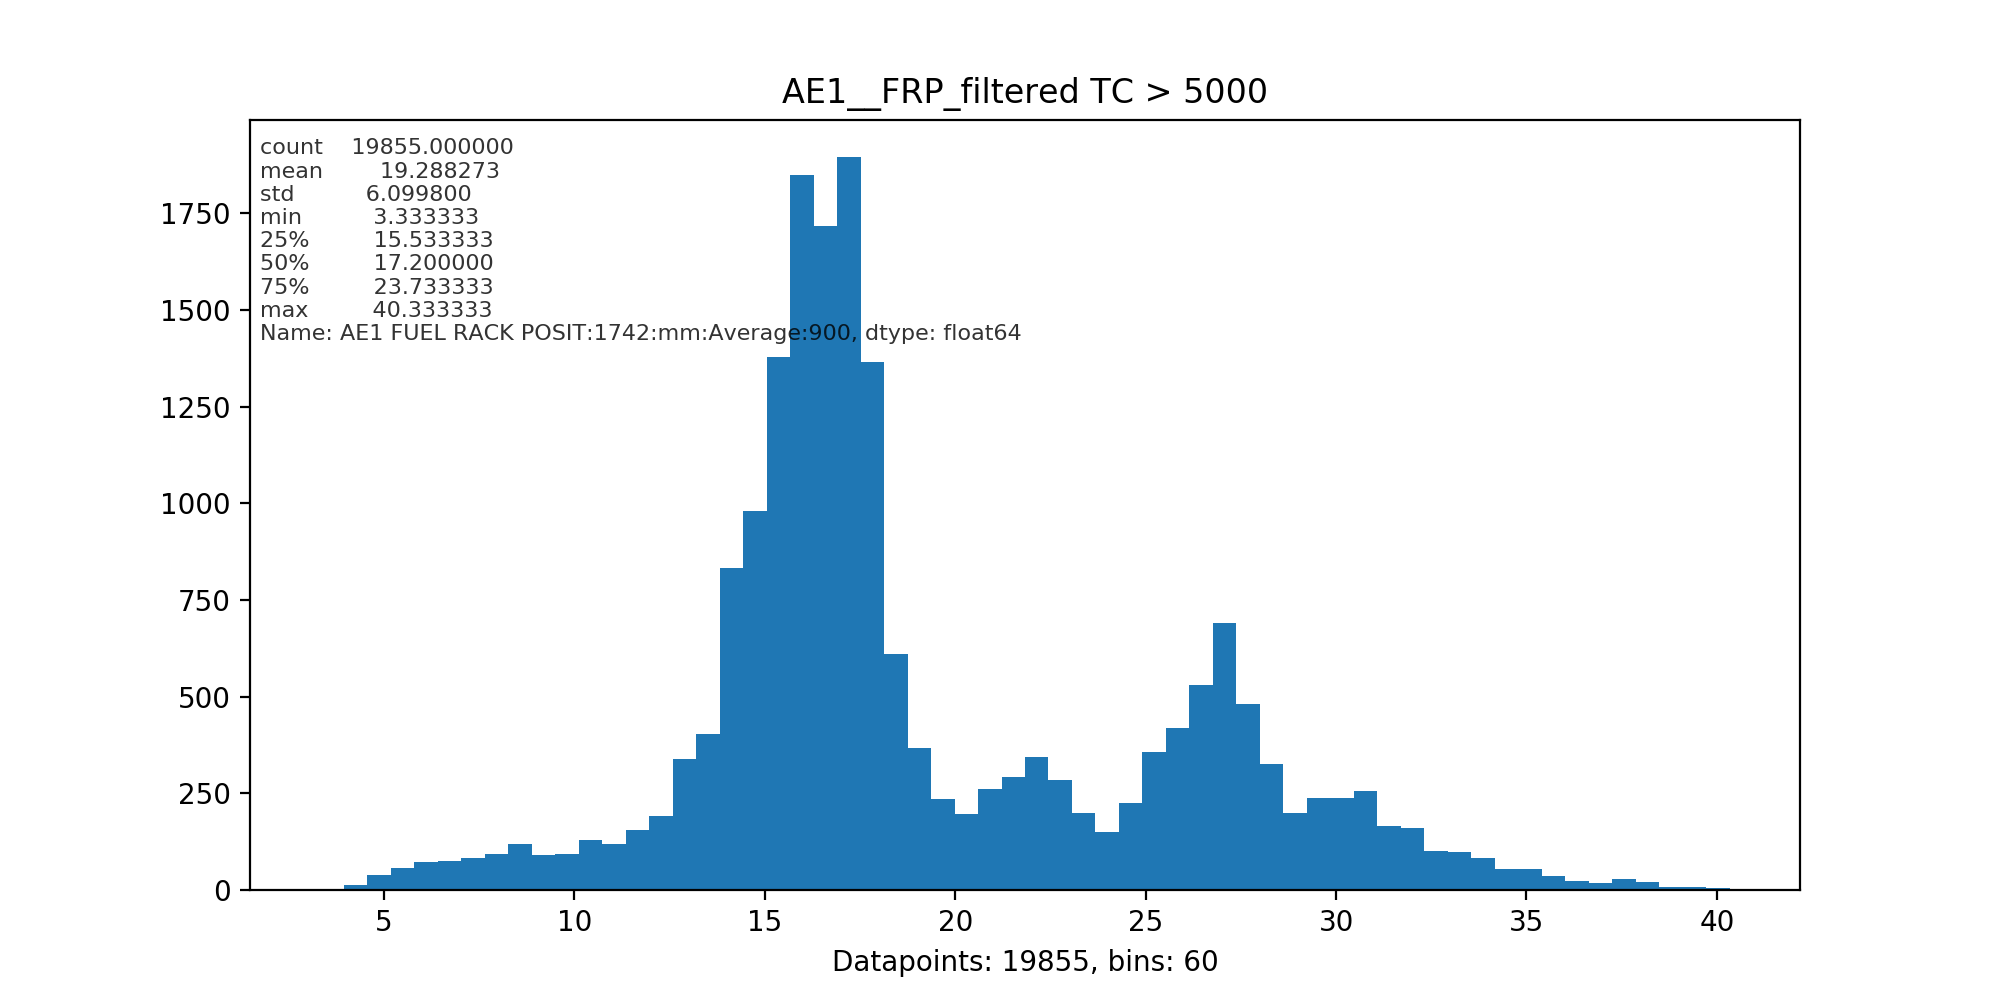 AE1__FRP_filtered TC > 5000
count 19855.000000
mean 19.288273
std 6.099800
min 3.333333
25% 15.533333
50% 17.200000
75% 23.733333
max 40.333333
Name: AE1 FUEL RACK POSIT:1742:mm:Average:900, dtype: float64
1750
1500
1250
1000
750
500
250
0
5 10 15 20 25 30 35 40
Datapoints: 19855, bins: 60